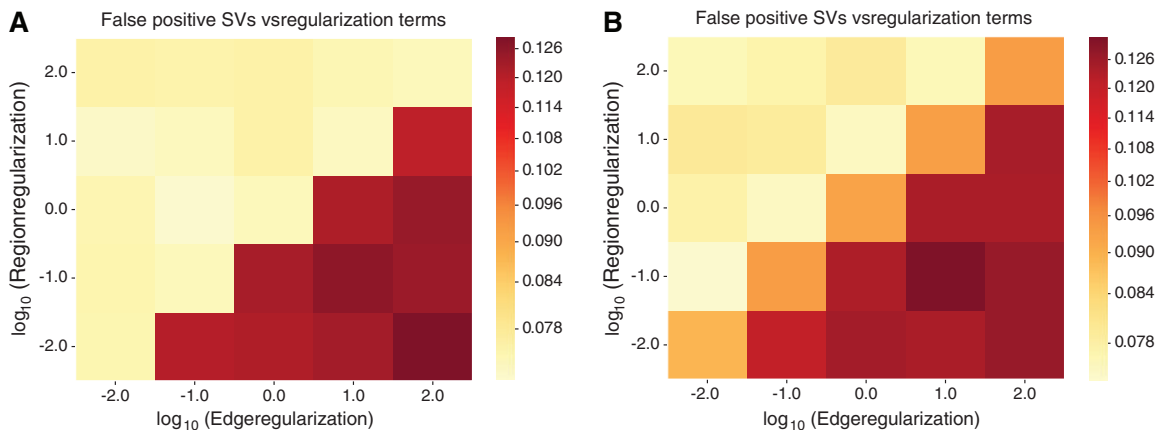 A
False positive SVs vsregularization terms
log10 (Regionregularization)
2.0
1.0
0.0
-1.0
-2.0
-2.0 -1.0 0.0 1.0 2.0
log10 (Edgeregularization)
0.126
0.120
0.114
0.108
0.102
0.096
0.090
0.084
0.078
B
False positive SVs vsregularization terms
log10 (Regionregularization)
2.0
1.0
0.0
-1.0
-2.0
-2.0 -1.0 0.0 1.0 2.0
log10 (Edgeregularization)
0.126
0.120
0.114
0.108
0.102
0.096
0.090
0.084
0.078